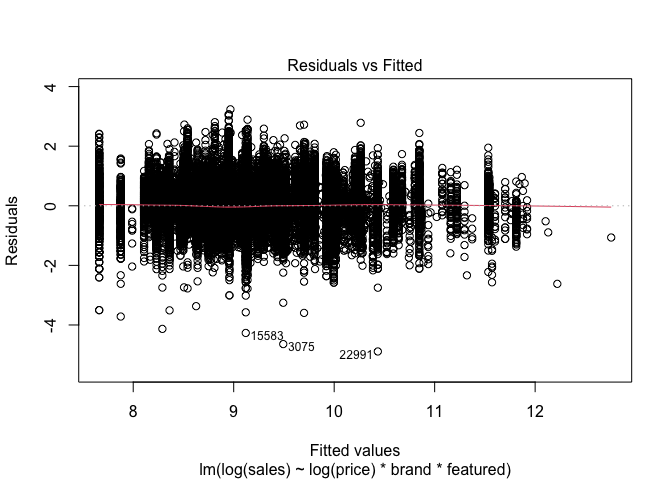 Residuals vs Fitted
Residuals
4
2
0
-2
-4
15583
3075
22991
8 9 10 11 12
Fitted values
lm(log(sales) ~ log(price) * brand * featured)